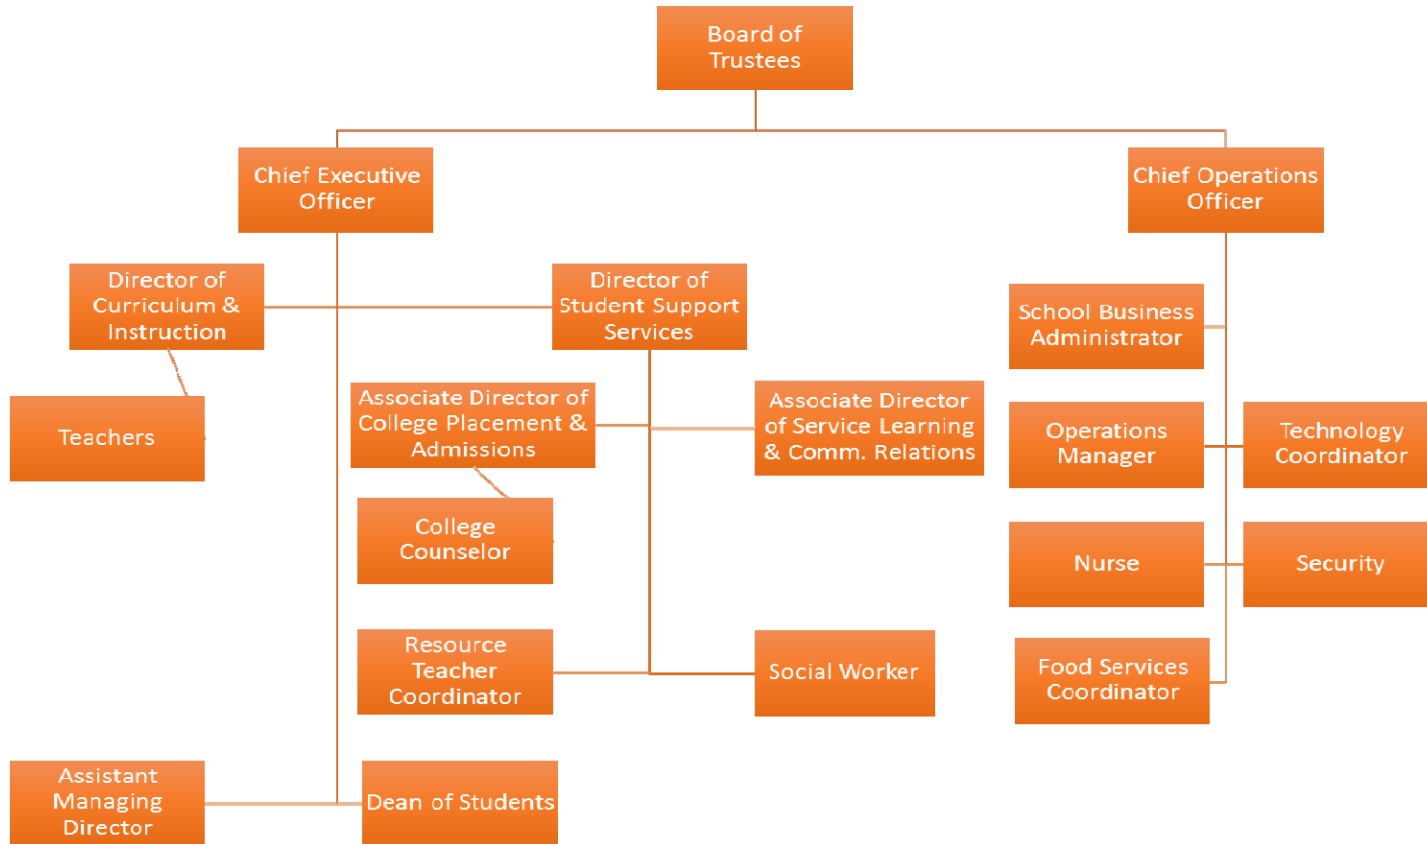 Board of
Trustees
Chief Executive
Officer
Chief Operations
Officer
Director of
Curriculum &
Instruction
Director of
Student Support
Services
School Business
Administrator
Teachers
Associate Director of
College Placement &
Admissions
Associate Director
of Service Learning
& Comm. Relations
Operations
Manager
Technology
Coordinator
College
Counselor
Nurse
Security
Resource
Teacher
Coordinator
Social Worker
Food Services
Coordinator
Assistant
Managing
Director
Dean of Students